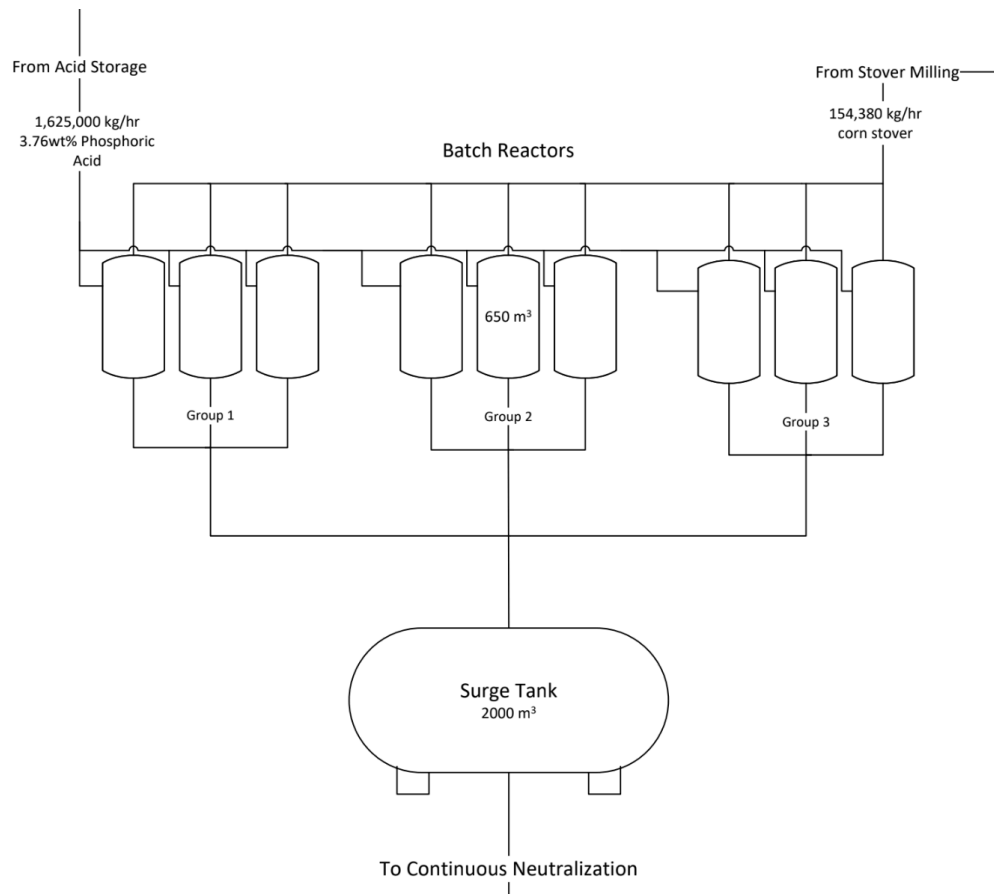 From Acid Storage
From Stover Milling
1,625,000 kg/hr
3.76wt% Phosphoric
Acid
154,380 kg/hr
corn stover
Batch Reactors
650 m³
Group 1
Group 2
Group 3
Surge Tank
2000 m³
To Continuous Neutralization